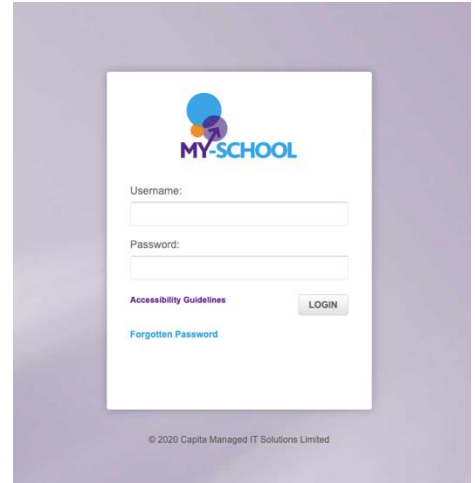 MY-SCHOOL
Username:
Password:
Accessibility Guidelines
LOGIN
Forgotten Password
© 2020 Capita Managed IT Solutions Limited